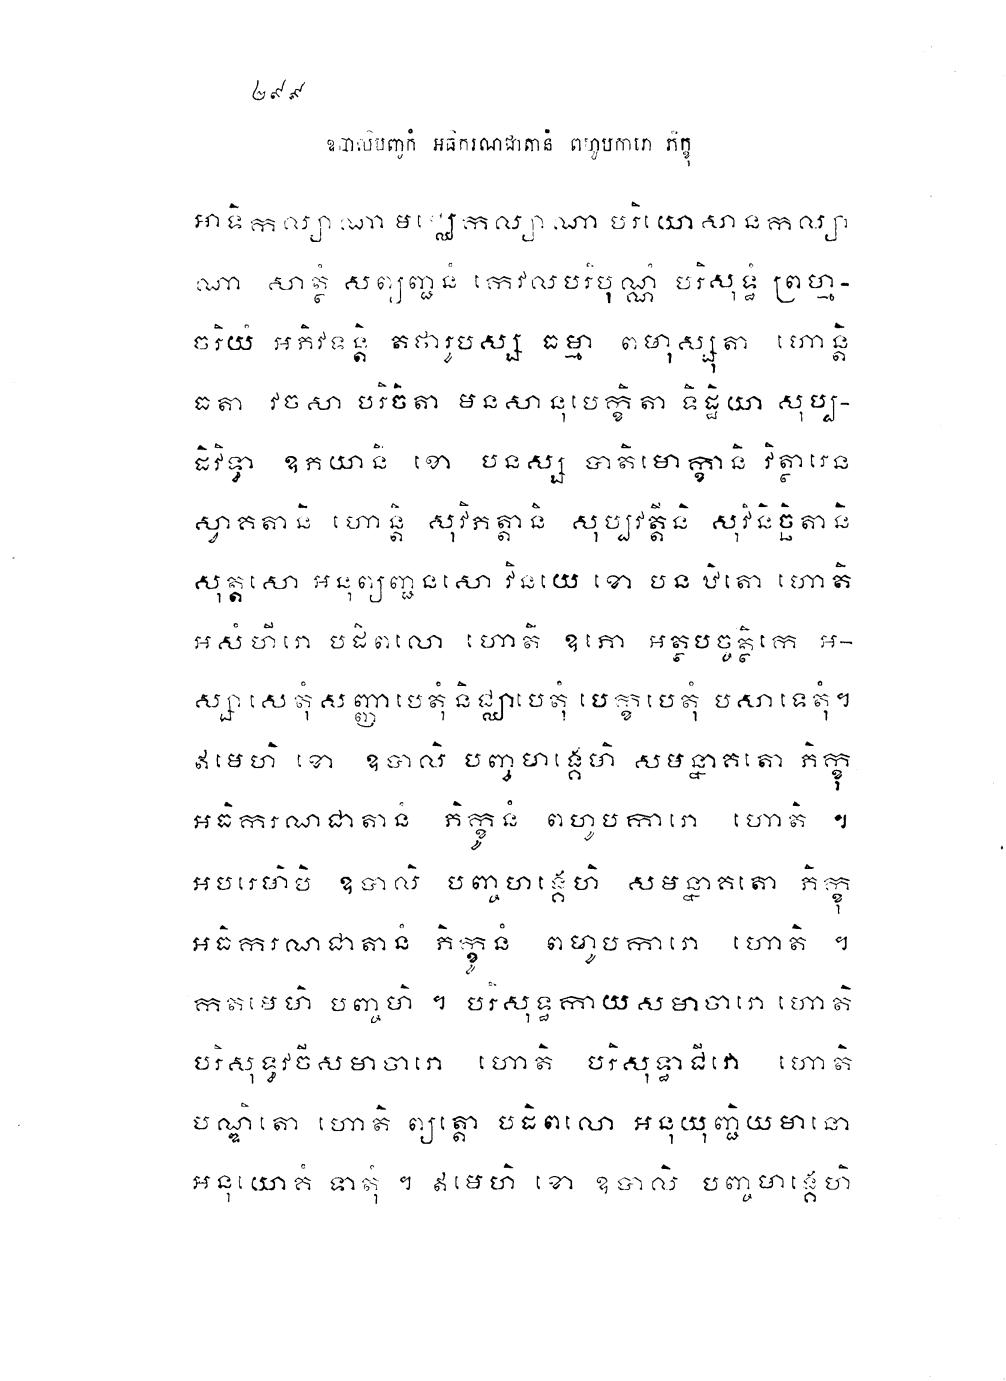 ២៩៩
ឧបាលិបញ្ចកំ អធិករណជាតានំ ពហូបការោ ភិក្ខុ
អាទិកល្យាណា មជ្ឈេកល្យាណា បរិយោសានកល្យា
ណា សាត្ថំ សព្យញ្ជនំ កេវលបរិបុណ្ណំ បរិសុទ្ធំ ព្រហ្ម-
ចរិយំ អភិវទន្តិ តថារូបស្ស ធម្មា ពហុស្សុតា ហោន្តិ
ធតា វចសា បរិចិតា មនសានុបេក្ខិតា ទិដ្ឋិយា សុប្ប-
ដិវិទ្ធា ឧភយានិ ខោ បនស្ស បាតិមោក្ខានិ វិត្ថារេន
ស្វាគតានិ ហោន្តិ សុវិភត្តានិ សុប្បវត្តីនិ សុវិនិច្ឆិតានិ
សុត្តសោ អនុព្យញ្ជនសោ វិនយេ ខោ បន ឋិតោ ហោតិ
អសំហីរោ បដិពលោ ហោតិ ឧភោ អត្ថបច្ចត្ថិកេ អ-
ស្សាសេតុំ សញ្ញាបេតុំ និជ្ឈាបេតុំ បេក្ខបេតុំ បសាទេតុំ។
ឥមេហិ ខោ ឧបាលិ បញ្ចហង្គេហិ សមន្នាគតោ ភិក្ខុ
អធិករណជាតានំ ភិក្ខូនំ ពហូបការោ ហោតិ ។
អបរេហិបិ ឧបាលិ បញ្ចហង្គេហិ សមន្នាគតោ ភិក្ខុ
អធិករណជាតានំ ភិក្ខូនំ ពហូបការោ ហោតិ ។
កតមេហិ បញ្ចហិ ។ បរិសុទ្ធកាយសមាចារោ ហោតិ
បរិសុទ្ធវចីសមាចារោ ហោតិ បរិសុទ្ធាជីវោ ហោតិ
បណ្ឌិតោ ហោតិ ព្យត្តោ បដិពលោ អនុយុញ្ជិយមានោ
អនុយោគំ ទាតុំ ។ ឥមេហិ ខោ ឧបាលិ បញ្ចហង្គេហិ